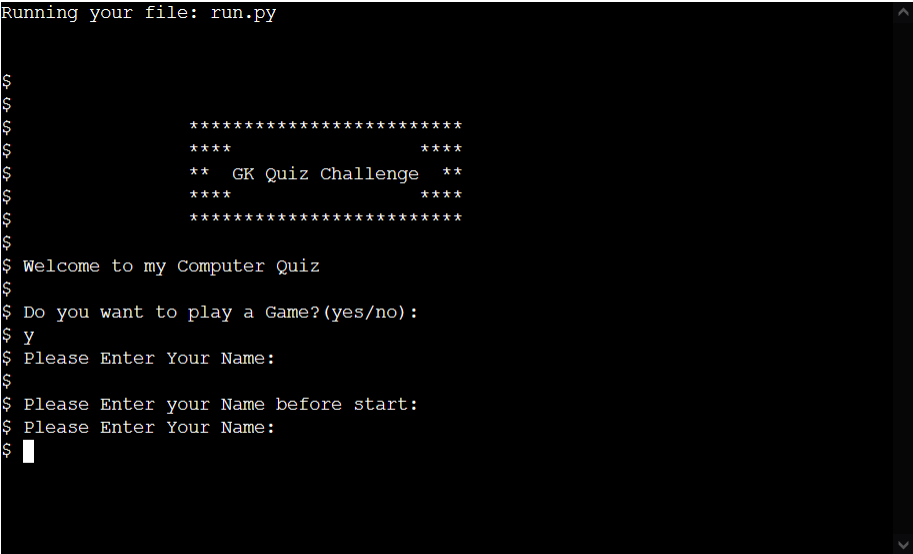 Running your file: run.py
$
$
$ *************************
$ **** ****
$ ** GK Quiz Challenge **
$ **** ****
$ *************************
$
$ Welcome to my Computer Quiz
$
$ Do you want to play a Game?(yes/no):
$ y
$ Please Enter Your Name:
$
$ Please Enter your Name before start:
$ Please Enter Your Name:
$